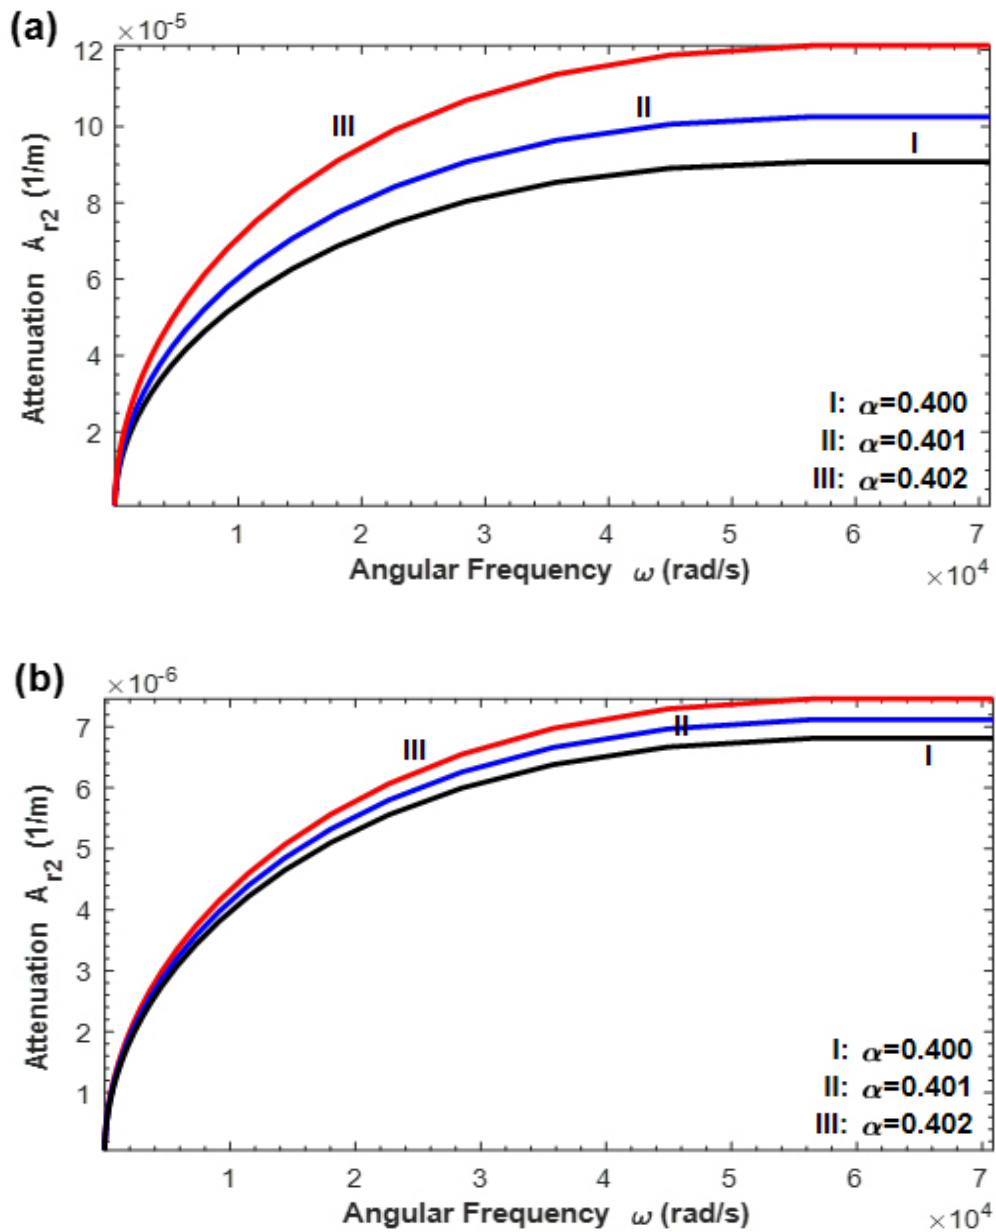 (a)
×10⁻⁵
12
10
8
6
4
2
Attenuation A_r2 (1/m)
III
II
I
I: α=0.400
II: α=0.401
III: α=0.402
1 2 3 4 5 6 7
Angular Frequency ω (rad/s)
×10⁴
(b)
×10⁻⁶
7
6
5
4
3
2
1
Attenuation A_r2 (1/m)
III
II
I
I: α=0.400
II: α=0.401
III: α=0.402
1 2 3 4 5 6 7
Angular Frequency ω (rad/s)
×10⁴